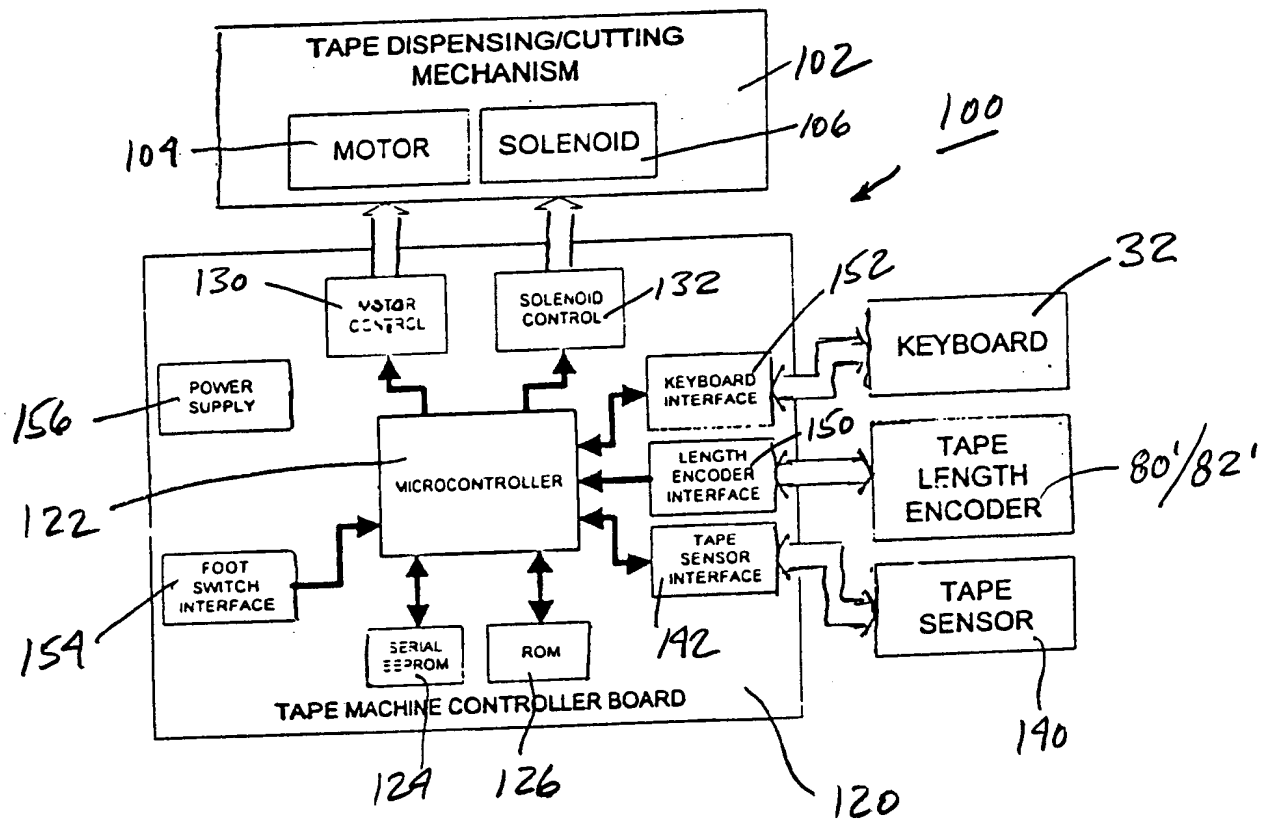 TAPE DISPENSING/CUTTING
MECHANISM
102
104
MOTOR
SOLENOID
106
100
130
MOTOR
CONTROL
SOLENOID
CONTROL
132
152
32
KEYBOARD
INTERFACE
KEYBOARD
156
POWER
SUPPLY
122
MICROCONTROLLER
LENGTH
ENCODER
INTERFACE
150
TAPE
LENGTH
ENCODER
80'/82'
154
FOOT
SWITCH
INTERFACE
TAPE
SENSOR
INTERFACE
142
TAPE
SENSOR
140
SERIAL
EEPROM
ROM
TAPE MACHINE CONTROLLER BOARD
124
126
120